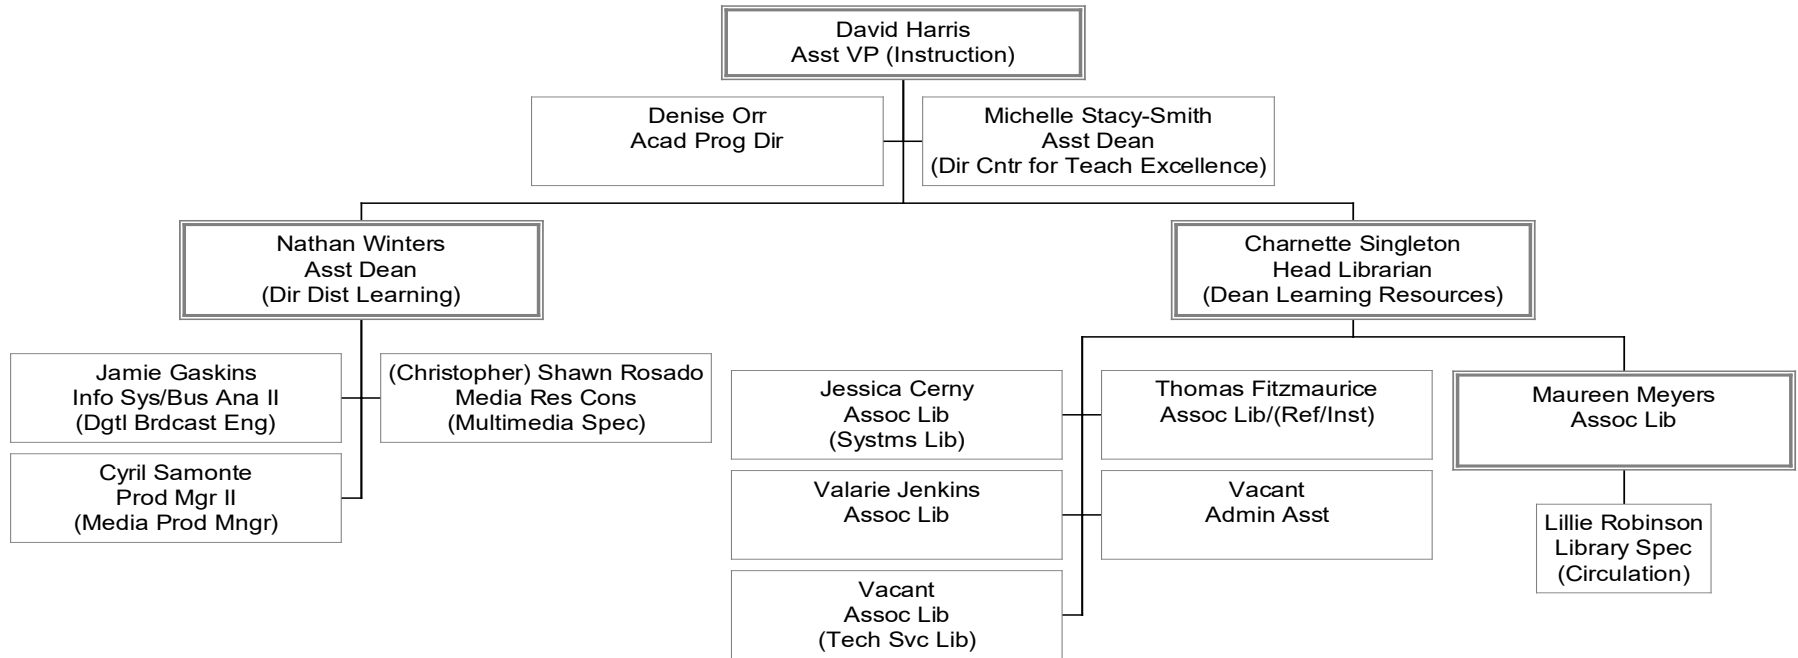 David Harris
Asst VP (Instruction)
Denise Orr
Acad Prog Dir
Michelle Stacy-Smith
Asst Dean
(Dir Cntr for Teach Excellence)
Nathan Winters
Asst Dean
(Dir Dist Learning)
Charnette Singleton
Head Librarian
(Dean Learning Resources)
Jamie Gaskins
Info Sys/Bus Ana II
(Dgtl Brdcast Eng)
(Christopher) Shawn Rosado
Media Res Cons
(Multimedia Spec)
Cyril Samonte
Prod Mgr II
(Media Prod Mngr)
Jessica Cerny
Assoc Lib
(Systms Lib)
Thomas Fitzmaurice
Assoc Lib/(Ref/Inst)
Maureen Meyers
Assoc Lib
Valarie Jenkins
Assoc Lib
Vacant
Admin Asst
Lillie Robinson
Library Spec
(Circulation)
Vacant
Assoc Lib
(Tech Svc Lib)